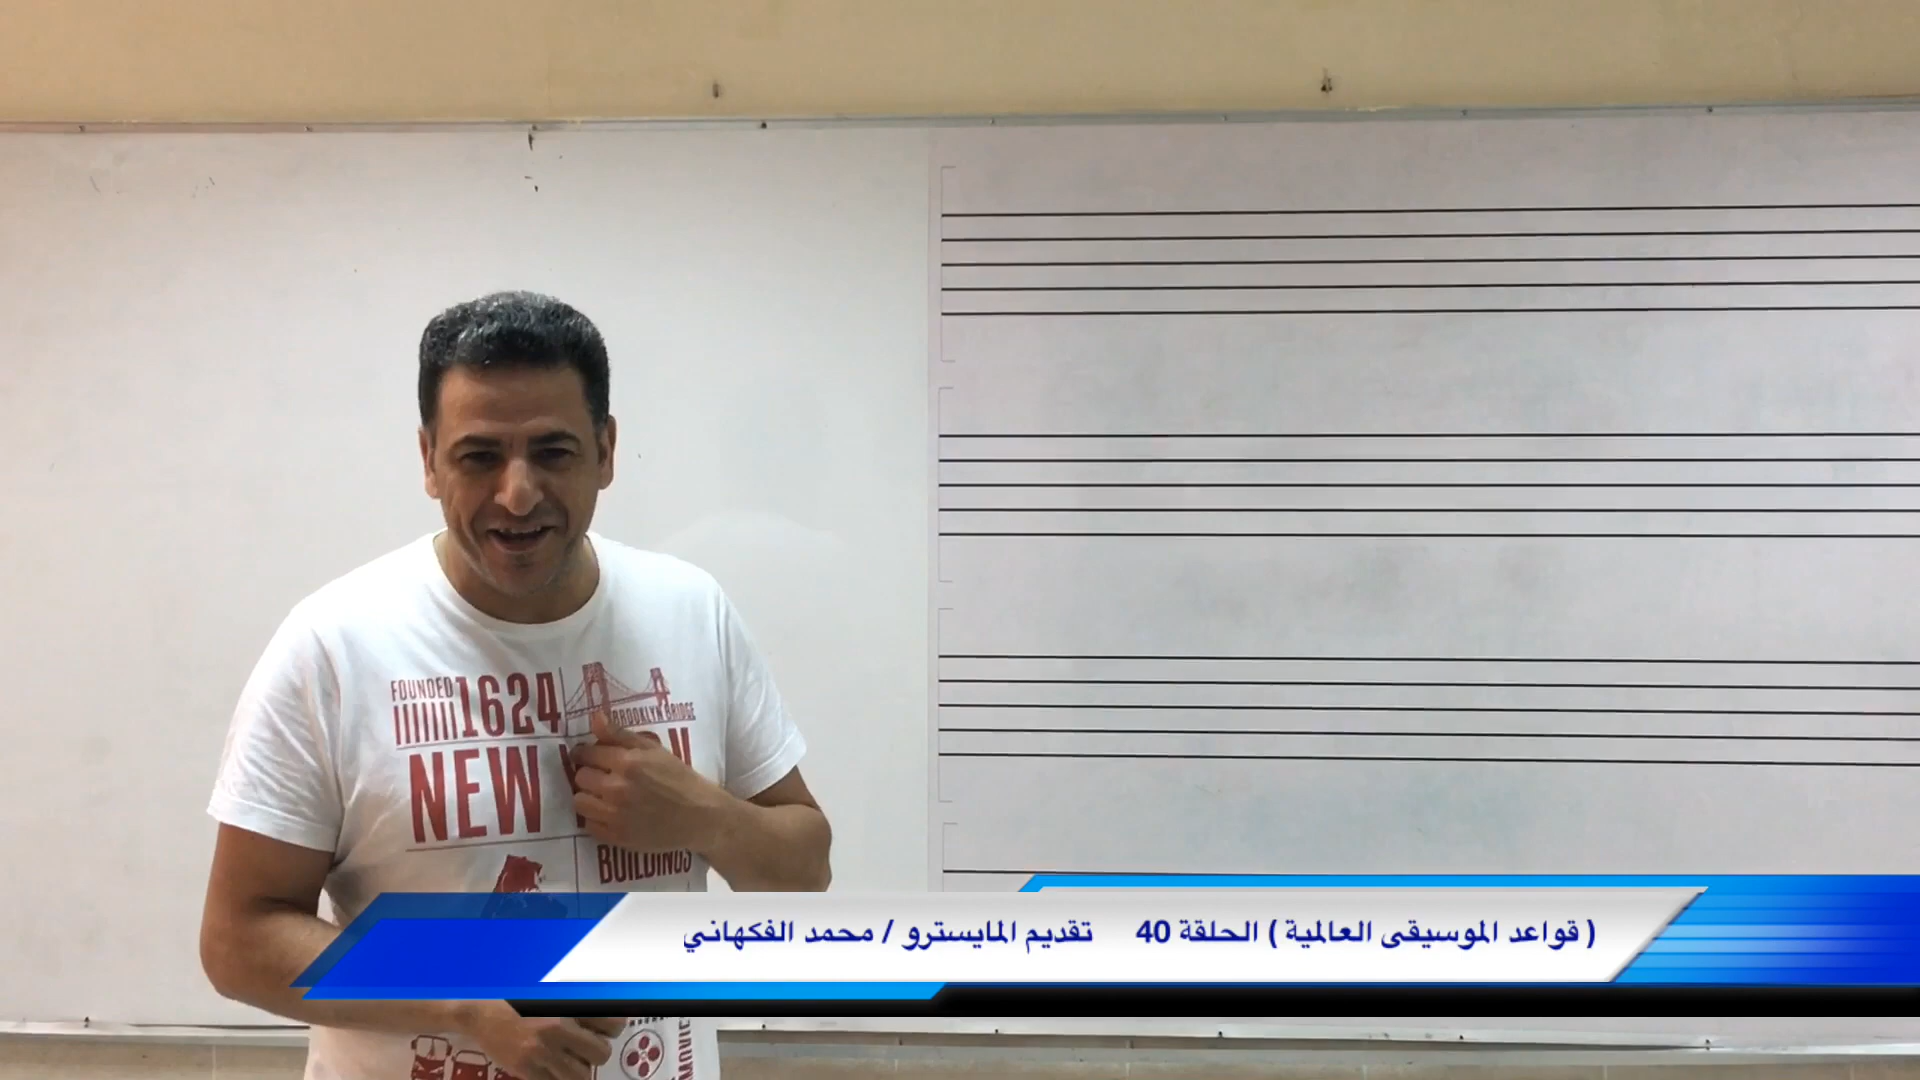 FOUNDED 1624
BROOKLYN BRIDGE
NEW
BUILDINGS
( قواعد الموسيقى العالمية ) الحلقة 40 تقديم المايسترو / محمد الفكهاني